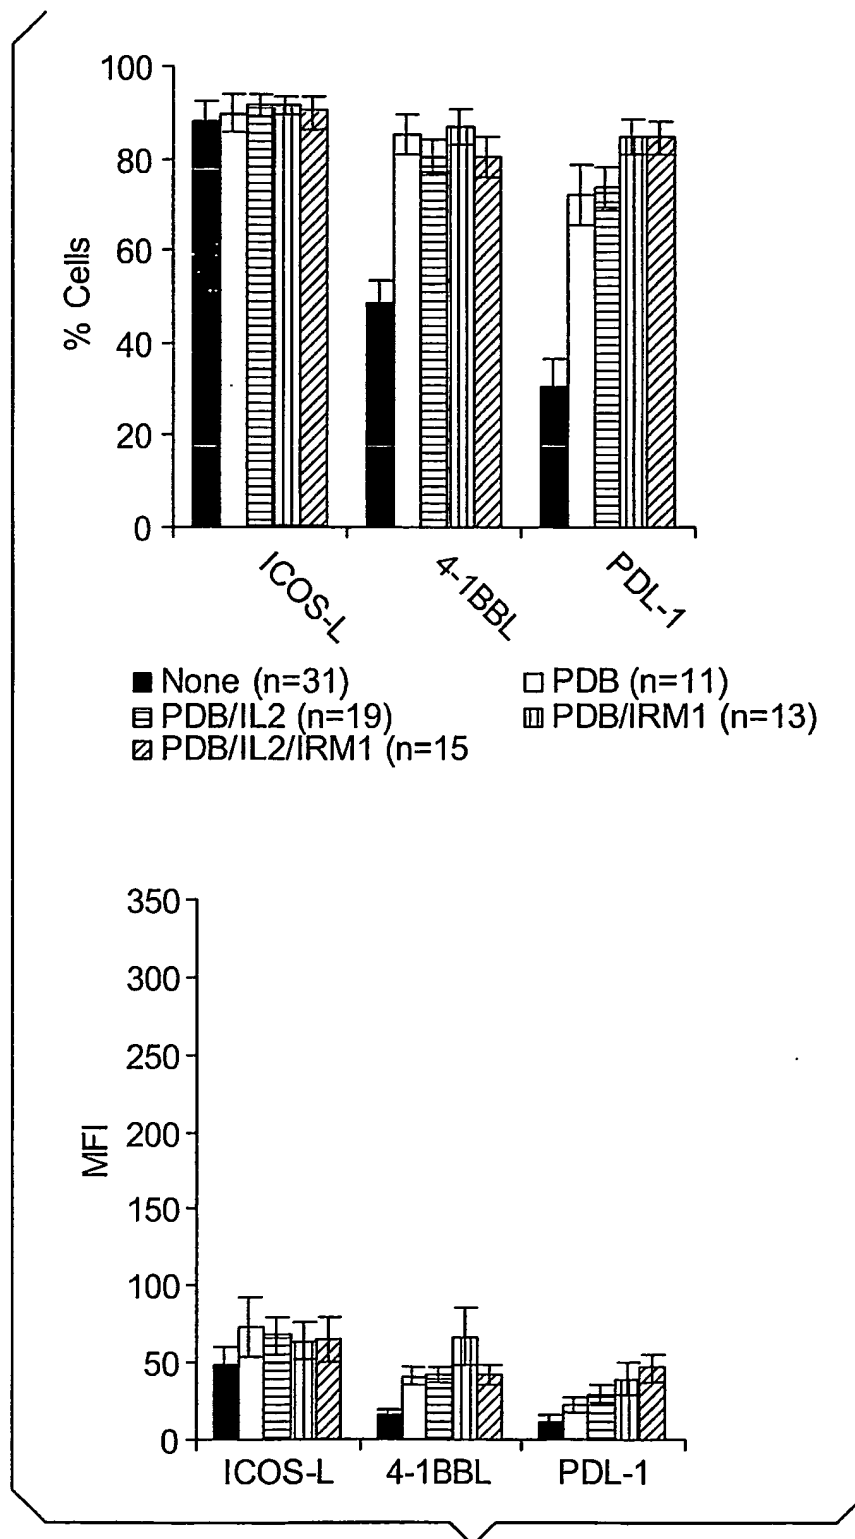 100
80
60
40
20
0
% Cells
ICOS-L
4-1BBL
PDL-1
None (n=31)
PDB (n=11)
PDB/IL2 (n=19)
PDB/IRM1 (n=13)
PDB/IL2/IRM1 (n=15
350
300
250
200
150
100
50
0
MFI
ICOS-L
4-1BBL
PDL-1